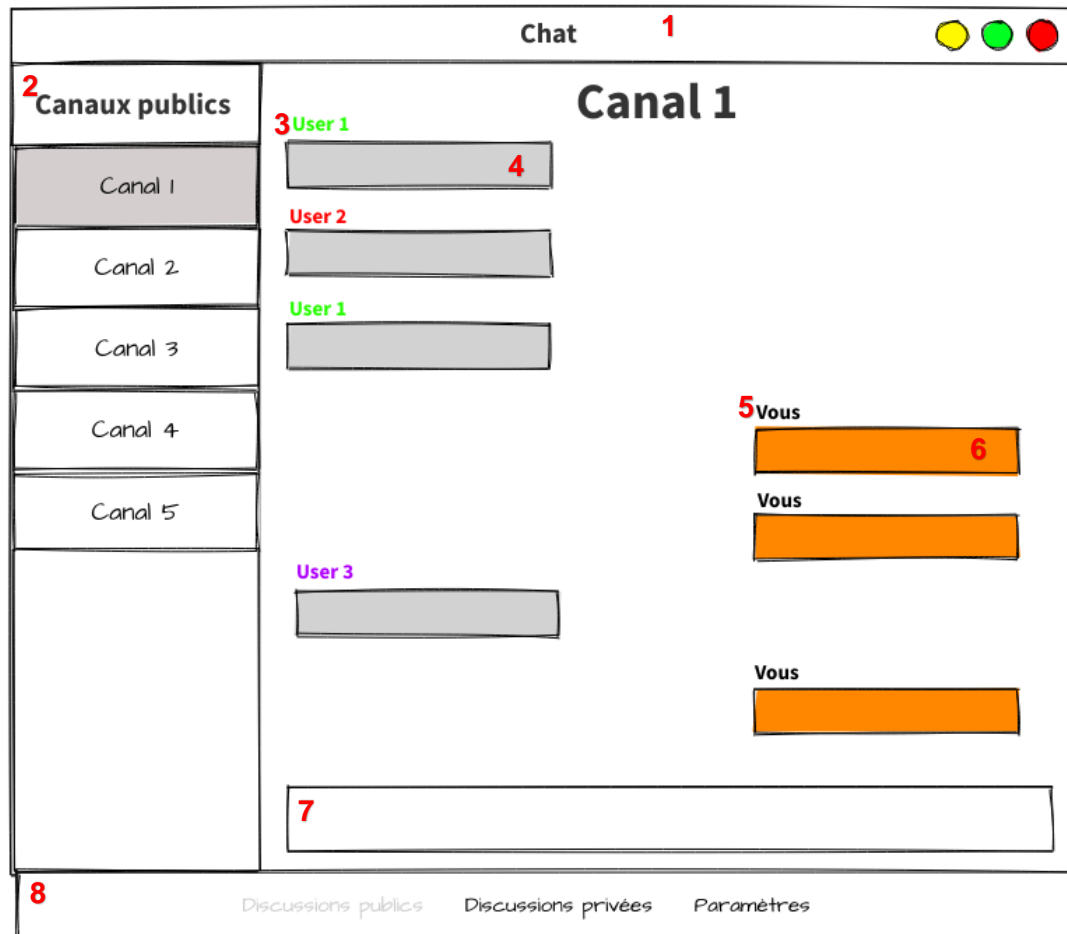 Chat 1
2 Canaux publics
Canal 1
Canal 2
Canal 3
Canal 4
Canal 5
Canal 1
3 User 1
4
User 2
User 1
5 Vous
6
Vous
User 3
Vous
7
8
Discussions publics Discussions privées Paramètres